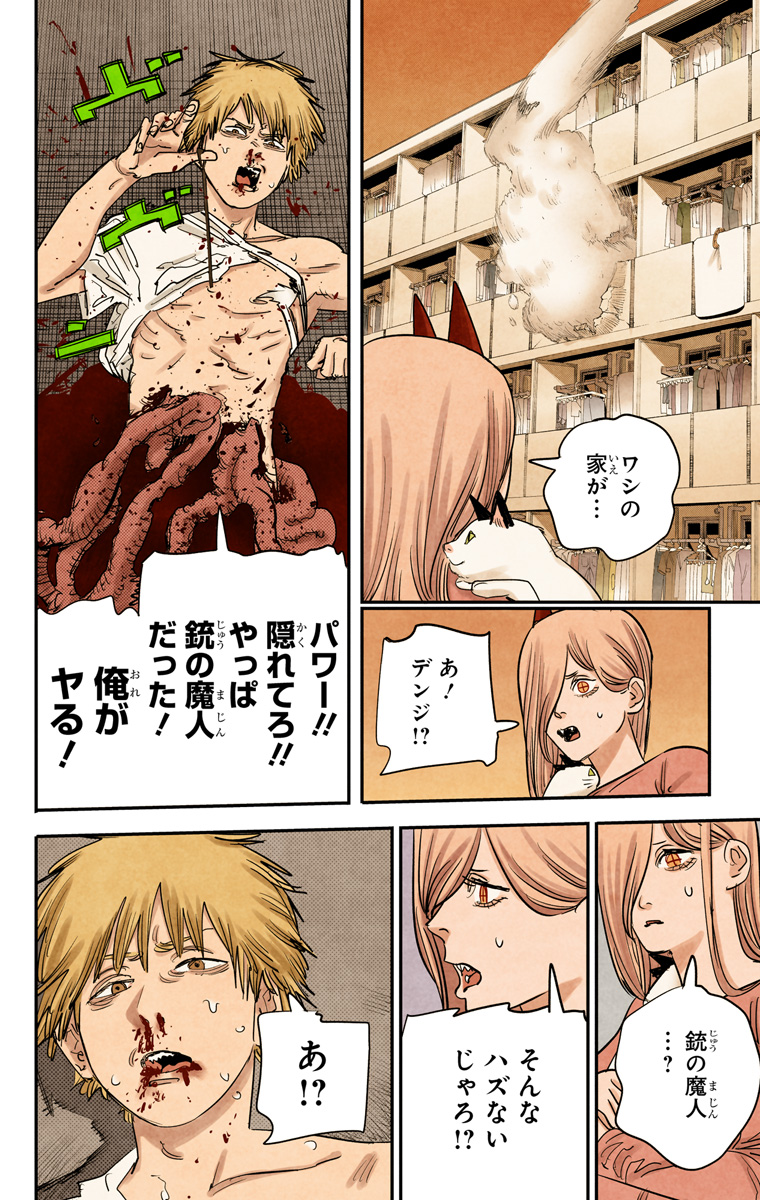 ワシの
家が…
あ！
デンジ!?
ヴ
ヴ
ン
パワー!!
隠れてろ!!
やっぱ
銃の魔人
だった！
俺が
ヤる！
銃の魔人
…？
そんな
ハズない
じゃろ!?
あ!?